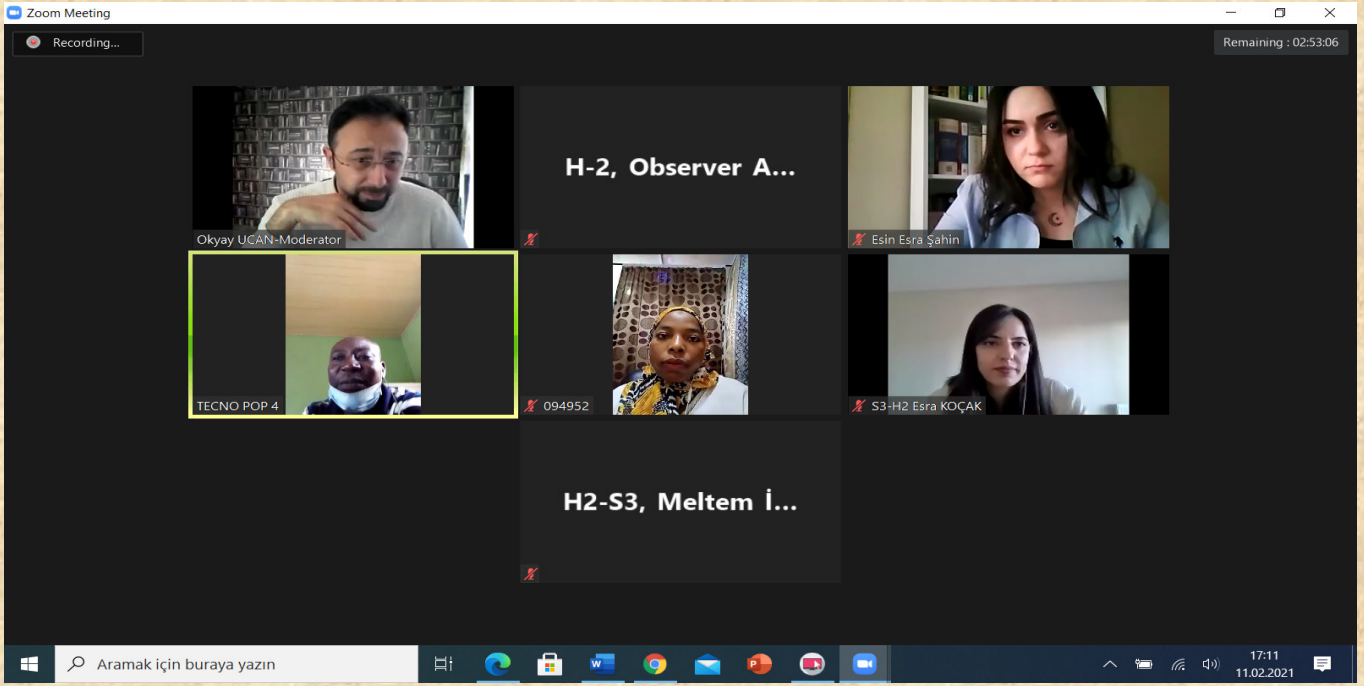 Zoom Meeting
Recording...
Remaining : 02:53:06
H-2, Observer A...
Okyay UCAN-Moderator
Esin Esra Şahin
TECNO POP 4
094952
S3-H2 Esra KOÇAK
H2-S3, Meltem İ...
Aramak için buraya yazın
17:11
11.02.2021